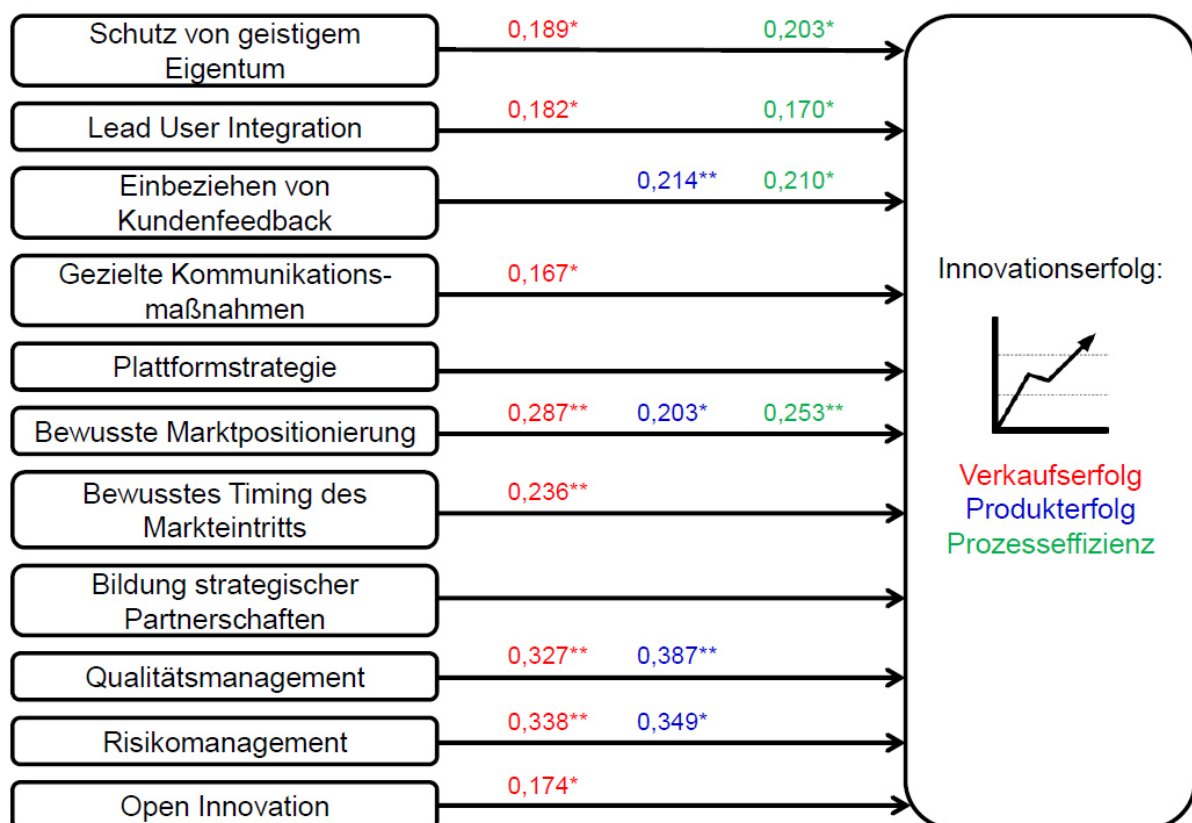 Schutz von geistigem
Eigentum
0,189*
0,203*
Lead User Integration
0,182*
0,170*
Einbeziehen von
Kundenfeedback
0,214**
0,210*
Gezielte Kommunikations-
maßnahmen
0,167*
Plattformstrategie
Bewusste Marktpositionierung
0,287**
0,203*
0,253**
Bewusstes Timing des
Markteintritts
0,236**
Bildung strategischer
Partnerschaften
Qualitätsmanagement
0,327**
0,387**
Risikomanagement
0,338**
0,349*
Open Innovation
0,174*
Innovationserfolg:
Verkaufserfolg
Produkterfolg
Prozesseffizienz